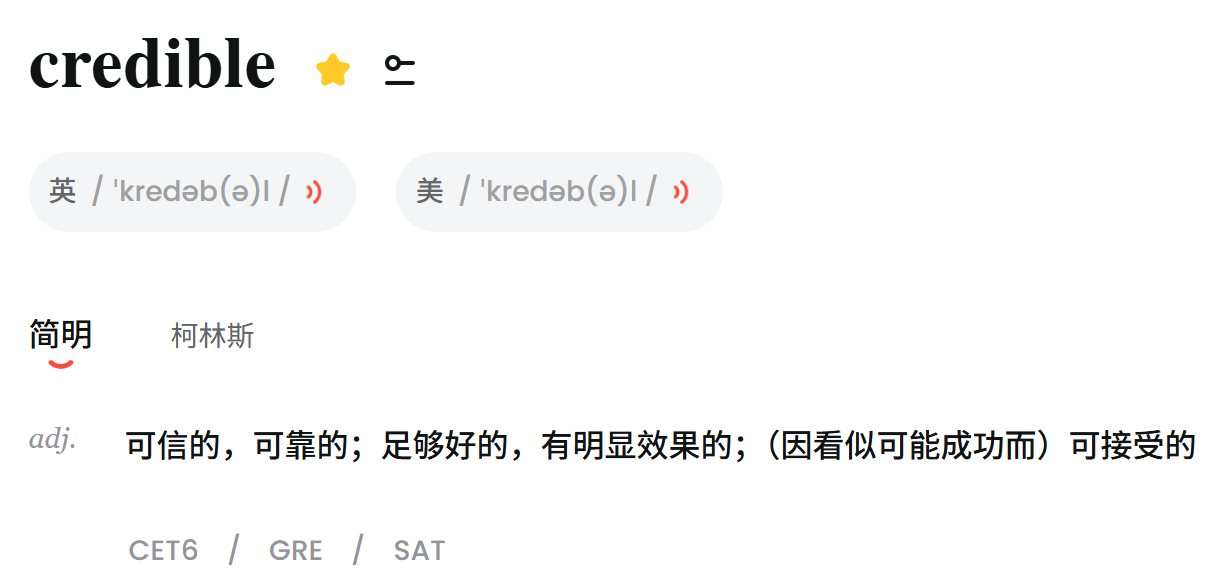 credible
英 / ˈkredəb(ə)l / 美 / ˈkredəb(ə)l /
简明 柯林斯
adj. 可信的，可靠的；足够好的，有明显效果的；（因看似可能成功而）可接受的
CET6 / GRE / SAT